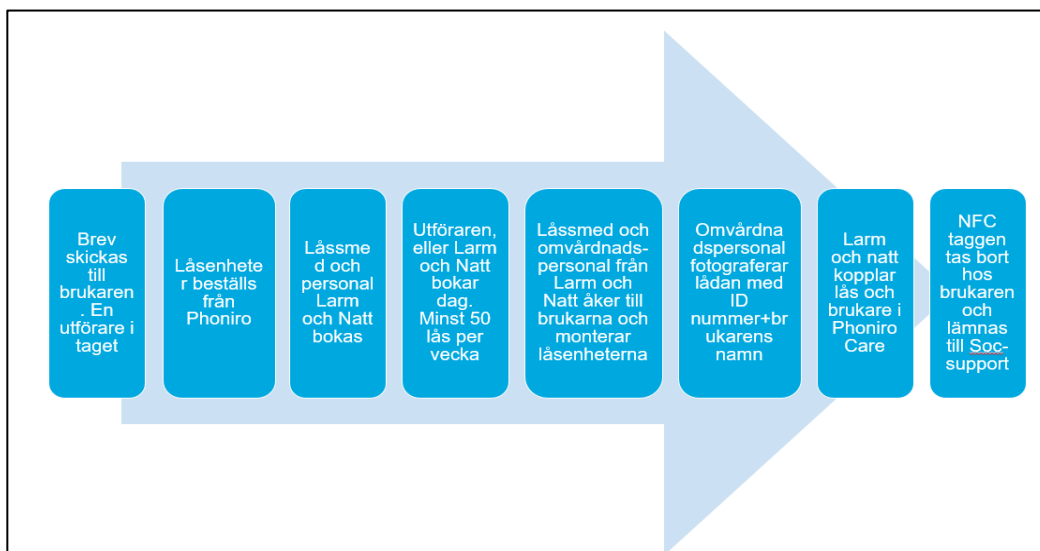 Brev
skickas
till
brukaren
. En
utförare i
taget
Låsenhete
r beställs
från
Phoniro
Låssme
d och
personal
Larm
och Natt
bokas
Utföraren,
eller Larm
och Natt
bokar
dag.
Minst 50
lås per
vecka
Låssmed och
omvårdnads-
personal från
Larm och
Natt åker till
brukarna och
monterar
låsenheterna
Omvårdna
dspersonal
fotograferar
lådan med
ID
nummer+br
ukarens
namn
Larm
och natt
kopplar
lås och
brukare i
Phoniro
Care
NFC
taggen
tas bort
hos
brukaren
och
lämnas
till Soc-
support